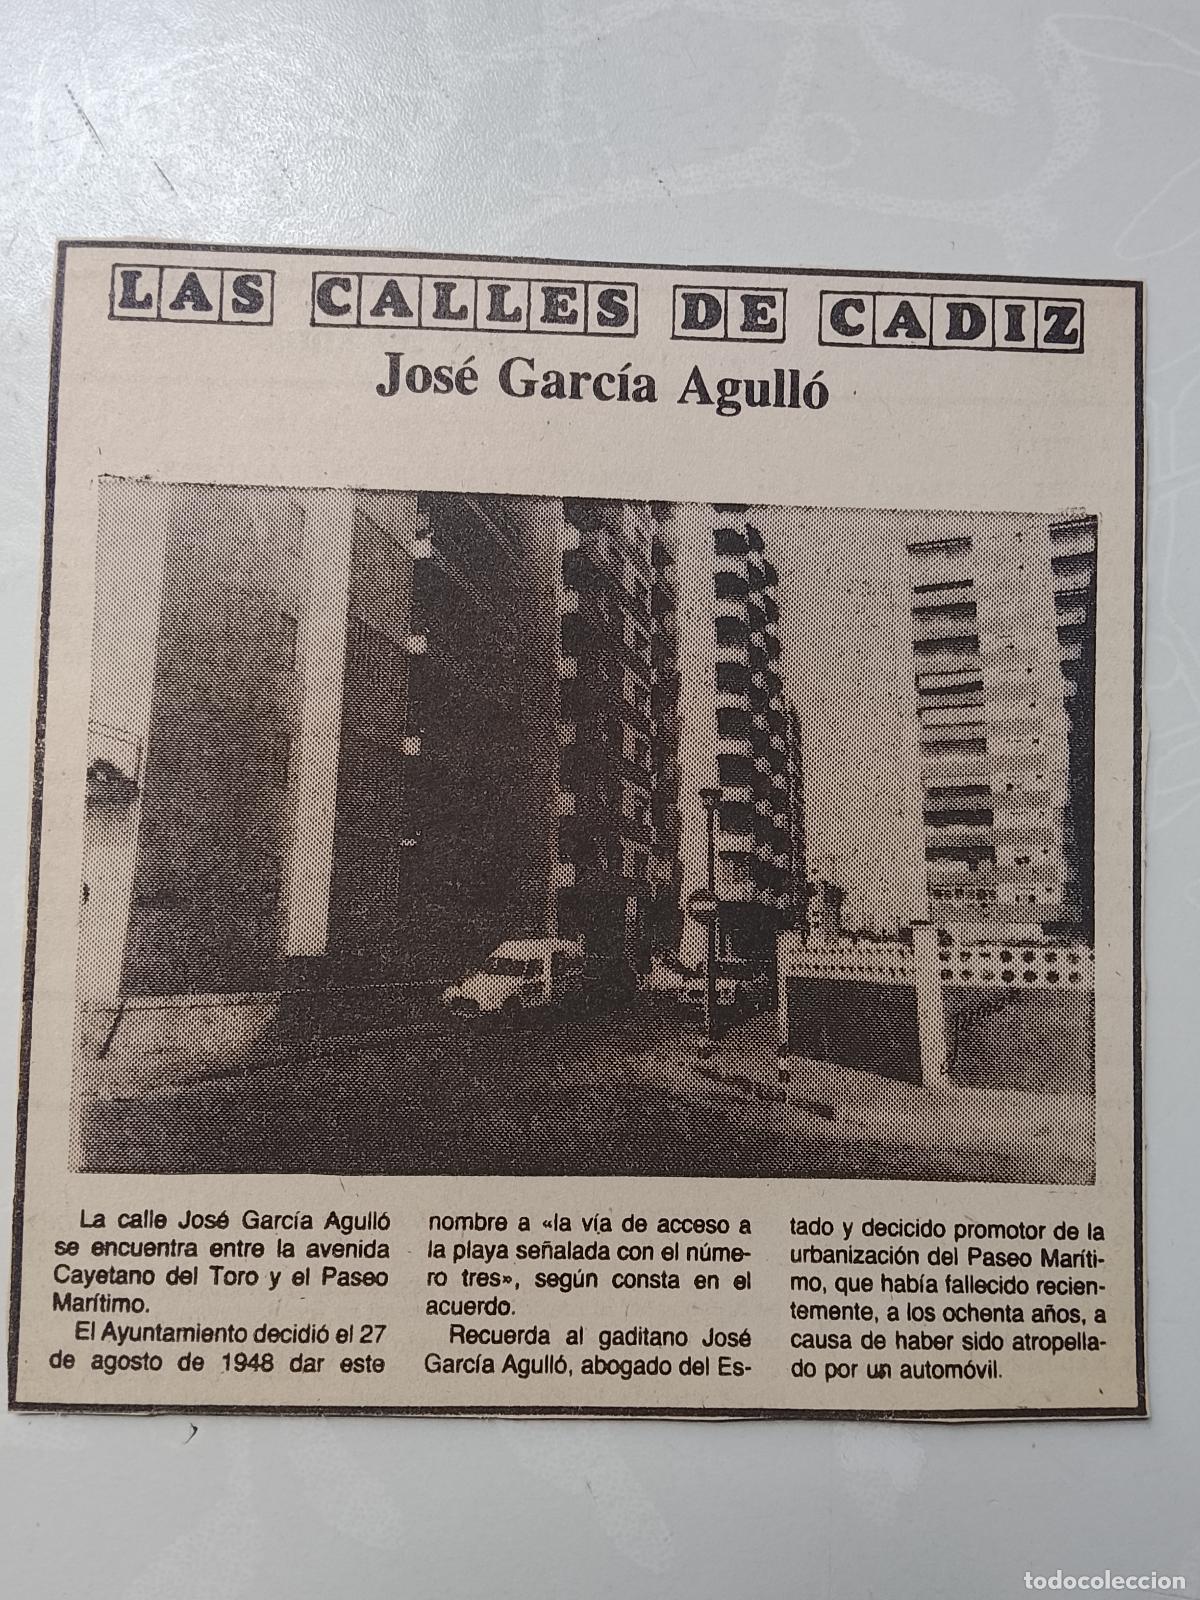 LAS CALLES DE CADIZ
José García Agulló
La calle José García Agulló
se encuentra entre la avenida
Cayetano del Toro y el Paseo
Marítimo.
El Ayuntamiento decidió el 27
de agosto de 1948 dar este
nombre a «la vía de acceso a
la playa señalada con el núme-
ro tres», según consta en el
acuerdo.
Recuerda al gaditano José
García Agulló, abogado del Es-
tado y decicido promotor de la
urbanización del Paseo Maríti-
mo, que había fallecido recien-
temente, a los ochenta años, a
causa de haber sido atropella-
do por un automóvil.
todocoleccion